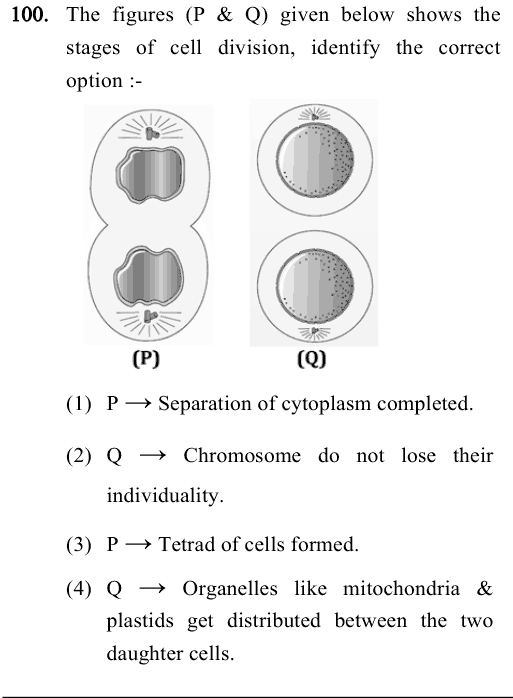 100. The figures (P & Q) given below shows the
stages of cell division, identify the correct
option :-
(P)
(Q)
(1) P → Separation of cytoplasm completed.
(2) Q → Chromosome do not lose their
individuality.
(3) P → Tetrad of cells formed.
(4) Q → Organelles like mitochondria &
plastids get distributed between the two
daughter cells.